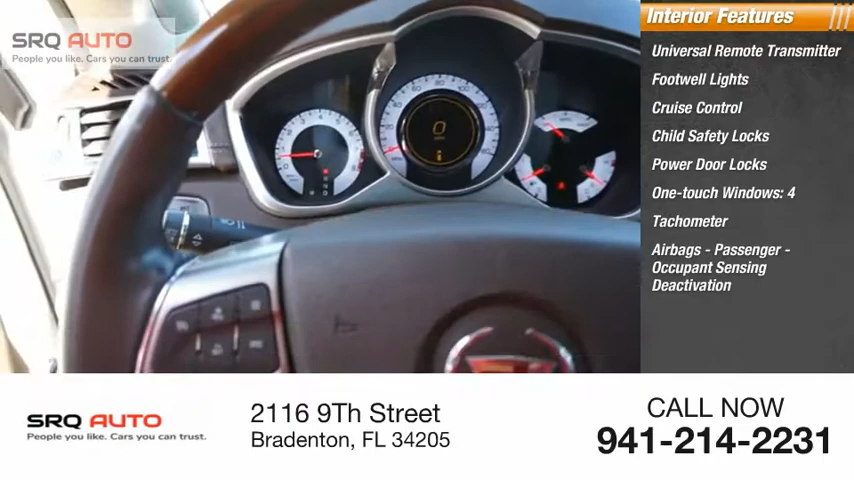 SRQ AUTO
People you like. Cars you can trust.
Interior Features
Universal Remote Transmitter
Footwell Lights
Cruise Control
Child Safety Locks
Power Door Locks
One-touch Windows: 4
Tachometer
Airbags - Passenger -
Occupant Sensing
Deactivation
SRQ AUTO
People you like. Cars you can trust.
2116 9Th Street
Bradenton, FL 34205
CALL NOW
941-214-2231